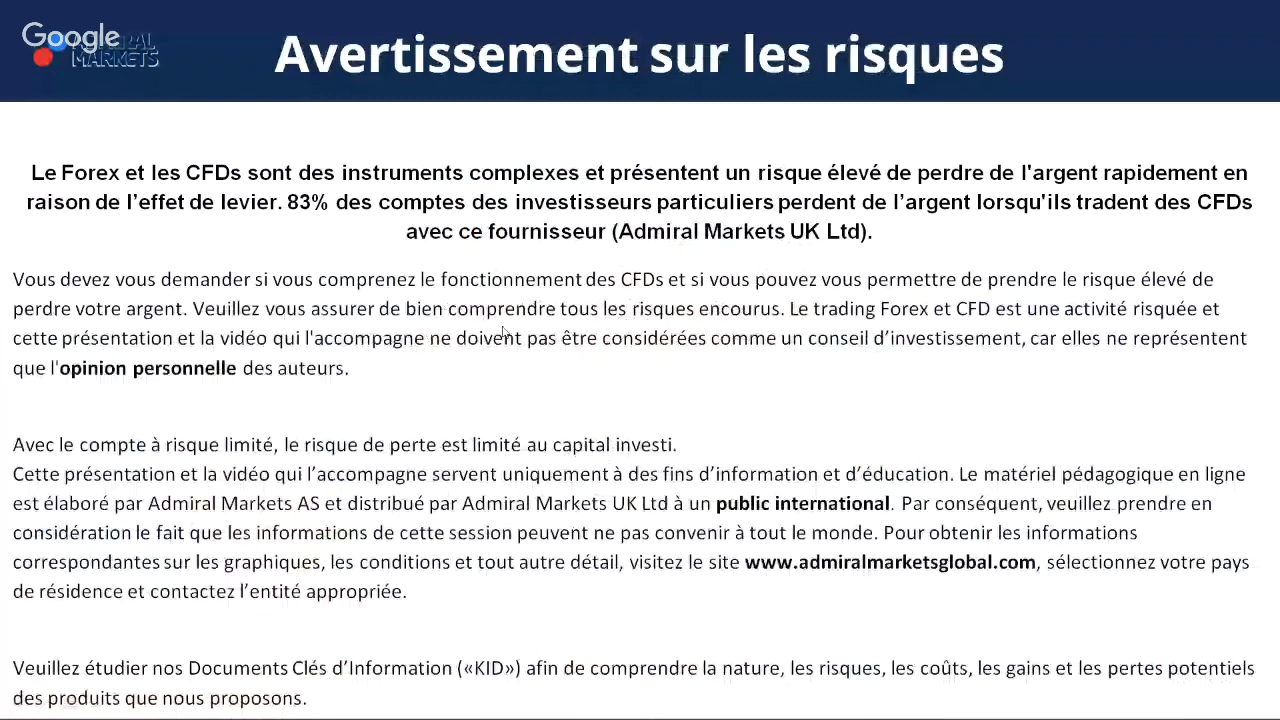 Google
MARKETS
Avertissement sur les risques
Le Forex et les CFDs sont des instruments complexes et présentent un risque élevé de perdre de l'argent rapidement en
raison de l’effet de levier. 83% des comptes des investisseurs particuliers perdent de l’argent lorsqu'ils tradent des CFDs
avec ce fournisseur (Admiral Markets UK Ltd).
Vous devez vous demander si vous comprenez le fonctionnement des CFDs et si vous pouvez vous permettre de prendre le risque élevé de
perdre votre argent. Veuillez vous assurer de bien comprendre tous les risques encourus. Le trading Forex et CFD est une activité risquée et
cette présentation et la vidéo qui l'accompagne ne doivent pas être considérées comme un conseil d’investissement, car elles ne représentent
que l'opinion personnelle des auteurs.
Avec le compte à risque limité, le risque de perte est limité au capital investi.
Cette présentation et la vidéo qui l’accompagne servent uniquement à des fins d’information et d’éducation. Le matériel pédagogique en ligne
est élaboré par Admiral Markets AS et distribué par Admiral Markets UK Ltd à un public international. Par conséquent, veuillez prendre en
considération le fait que les informations de cette session peuvent ne pas convenir à tout le monde. Pour obtenir les informations
correspondantes sur les graphiques, les conditions et tout autre détail, visitez le site www.admiralmarketsglobal.com, sélectionnez votre pays
de résidence et contactez l’entité appropriée.
Veuillez étudier nos Documents Clés d’Information («KID») afin de comprendre la nature, les risques, les coûts, les gains et les pertes potentiels
des produits que nous proposons.